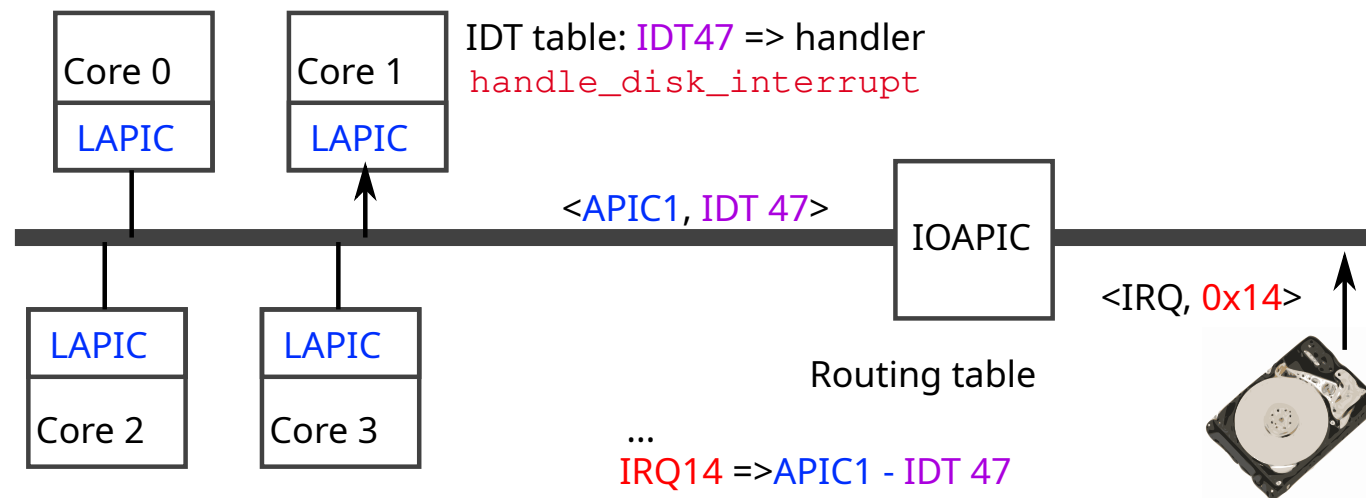 Core 0
LAPIC
Core 1
LAPIC
IDT table: IDT47 => handler
handle_disk_interrupt
<APIC1, IDT 47>
IOAPIC
<IRQ, 0x14>
LAPIC
Core 2
LAPIC
Core 3
Routing table
...
IRQ14 =>APIC1 - IDT 47